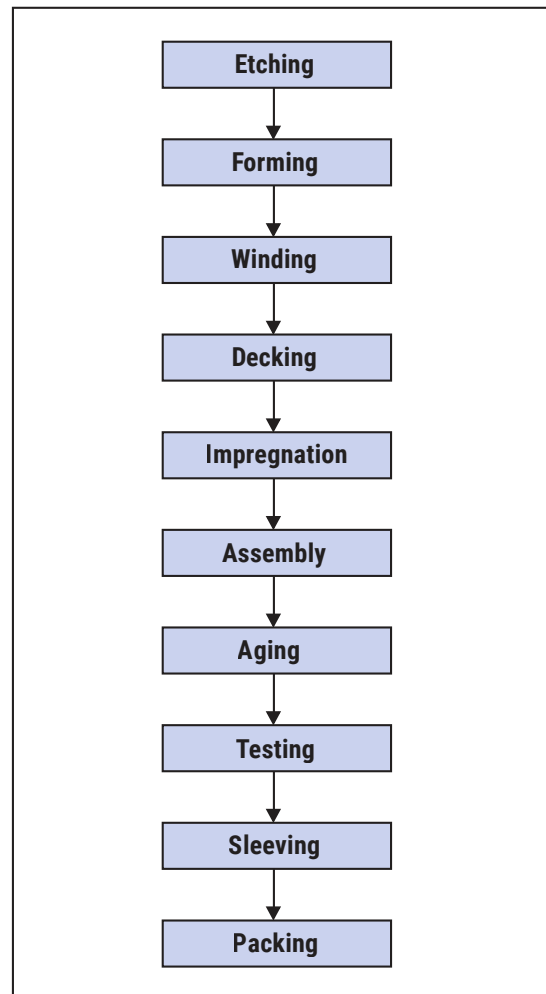 Etching
Forming
Winding
Decking
Impregnation
Assembly
Aging
Testing
Sleeving
Packing